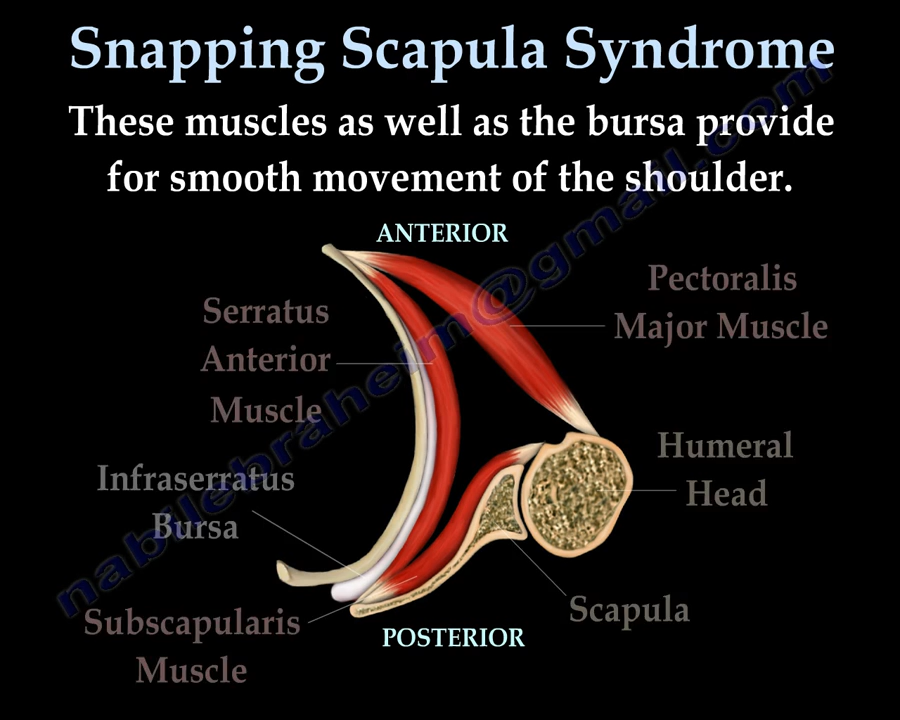 Snapping Scapula Syndrome
These muscles as well as the bursa provide
for smooth movement of the shoulder.
ANTERIOR
Pectoralis
Major Muscle
Serratus
Anterior
Muscle
Humeral
Head
Infraserratus
Bursa
Scapula
Subscapularis
Muscle
POSTERIOR
nabilebraheim@gmail.com